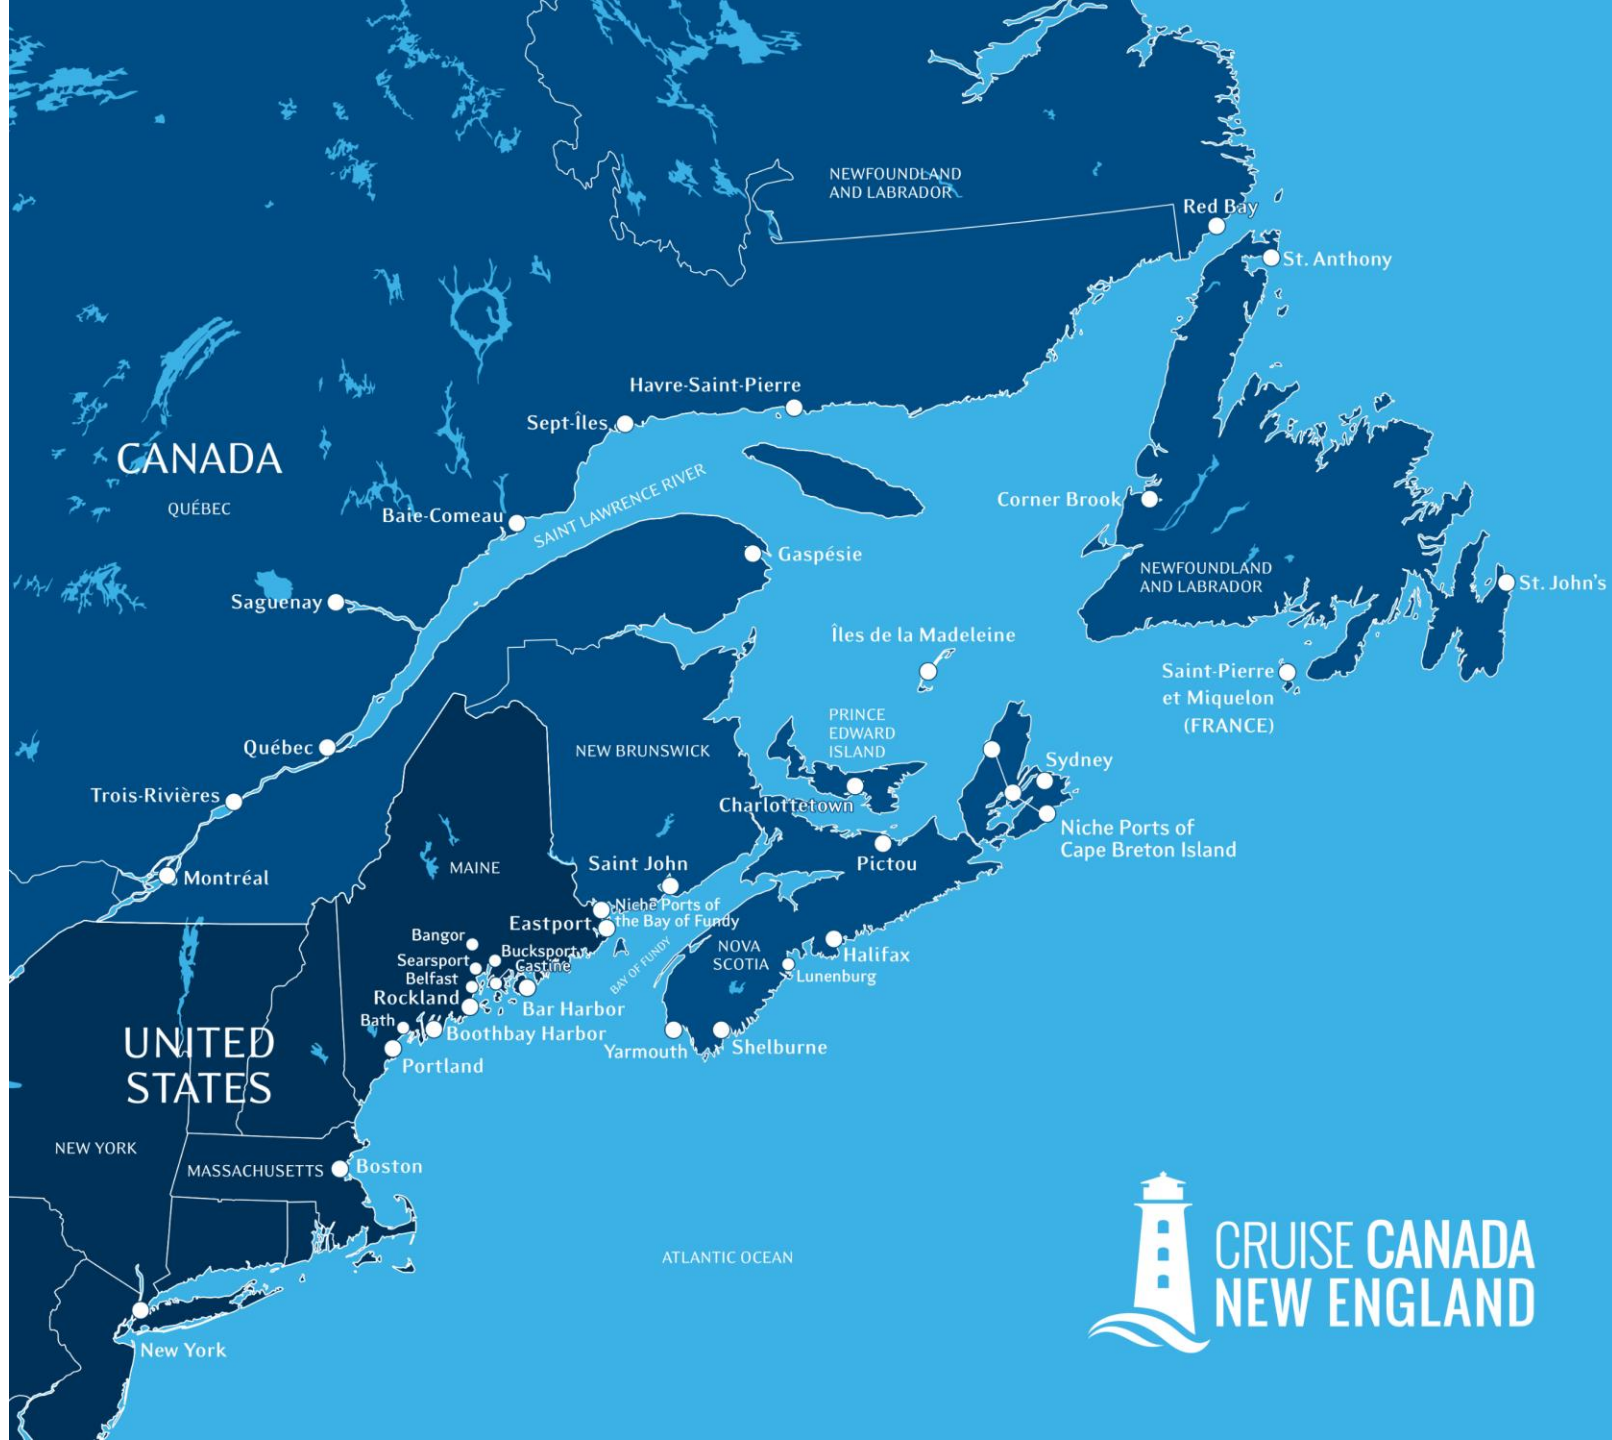 NEWFOUNDLAND
AND LABRADOR
Red Bay
St. Anthony
Havre-Saint-Pierre
Sept-Îles
CANADA
QUÉBEC
SAINT LAWRENCE RIVER
Corner Brook
Baie-Comeau
Gaspésie
NEWFOUNDLAND
AND LABRADOR
St. John's
Saguenay
Îles de la Madeleine
Saint-Pierre
et Miquelon
(FRANCE)
PRINCE
EDWARD
ISLAND
Québec
NEW BRUNSWICK
Sydney
Trois-Rivières
Charlottetown
Niche Ports of
Cape Breton Island
Saint John
Pictou
MAINE
Montréal
Niche Ports of
the Bay of Fundy
Eastport
Bangor
Bucksport
Castine
Searsport
Belfast
Rockland
BAY OF FUNDY
NOVA
SCOTIA
Halifax
Lunenburg
Bar Harbor
Bath
Boothbay Harbor
Yarmouth
Shelburne
UNITED
STATES
Portland
NEW YORK
MASSACHUSETTS
Boston
ATLANTIC OCEAN
CRUISE CANADA
NEW ENGLAND
New York